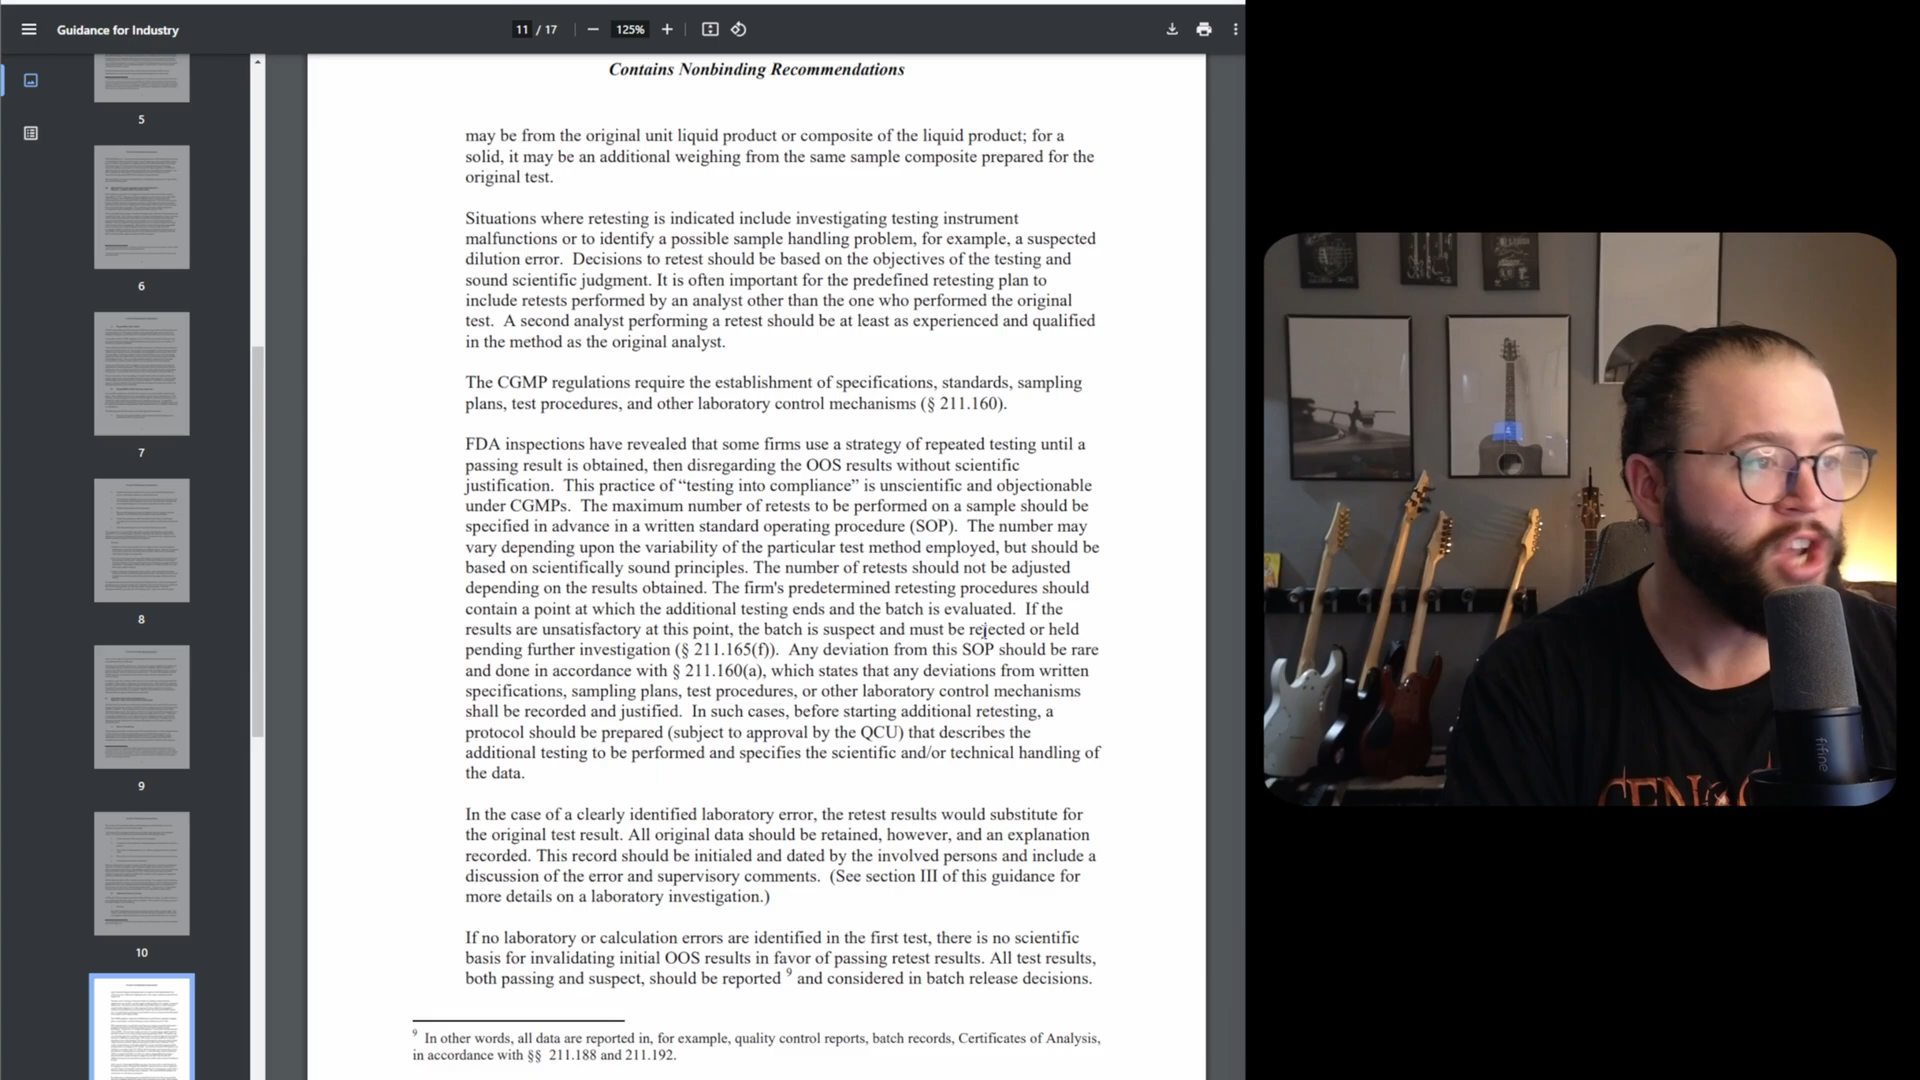 Guidance for Industry
11 / 17
125%
5
6
7
8
9
10
Contains Nonbinding Recommendations
may be from the original unit liquid product or composite of the liquid product; for a
solid, it may be an additional weighing from the same sample composite prepared for the
original test.
Situations where retesting is indicated include investigating testing instrument
malfunctions or to identify a possible sample handling problem, for example, a suspected
dilution error.  Decisions to retest should be based on the objectives of the testing and
sound scientific judgment. It is often important for the predefined retesting plan to
include retests performed by an analyst other than the one who performed the original
test.  A second analyst performing a retest should be at least as experienced and qualified
in the method as the original analyst.
The CGMP regulations require the establishment of specifications, standards, sampling
plans, test procedures, and other laboratory control mechanisms (§ 211.160).
FDA inspections have revealed that some firms use a strategy of repeated testing until a
passing result is obtained, then disregarding the OOS results without scientific
justification.  This practice of “testing into compliance” is unscientific and objectionable
under CGMPs.  The maximum number of retests to be performed on a sample should be
specified in advance in a written standard operating procedure (SOP).  The number may
vary depending upon the variability of the particular test method employed, but should be
based on scientifically sound principles. The number of retests should not be adjusted
depending on the results obtained. The firm's predetermined retesting procedures should
contain a point at which the additional testing ends and the batch is evaluated.  If the
results are unsatisfactory at this point, the batch is suspect and must be rejected or held
pending further investigation (§ 211.165(f)).  Any deviation from this SOP should be rare
and done in accordance with § 211.160(a), which states that any deviations from written
specifications, sampling plans, test procedures, or other laboratory control mechanisms
shall be recorded and justified.  In such cases, before starting additional retesting, a
protocol should be prepared (subject to approval by the QCU) that describes the
additional testing to be performed and specifies the scientific and/or technical handling of
the data.
In the case of a clearly identified laboratory error, the retest results would substitute for
the original test result. All original data should be retained, however, and an explanation
recorded. This record should be initialed and dated by the involved persons and include a
discussion of the error and supervisory comments.  (See section III of this guidance for
more details on a laboratory investigation.)
If no laboratory or calculation errors are identified in the first test, there is no scientific
basis for invalidating initial OOS results in favor of passing retest results. All test results,
both passing and suspect, should be reported 9 and considered in batch release decisions.
9 In other words, all data are reported in, for example, quality control reports, batch records, Certificates of Analysis,
in accordance with §§ 211.188 and 211.192.
fifine